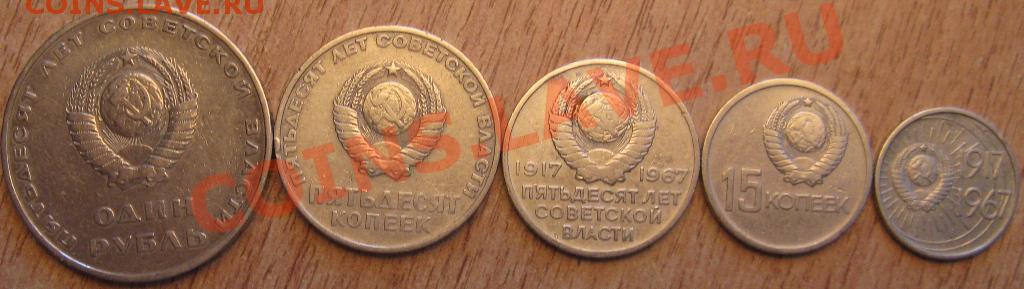 COINS.LAVE.RU
COINS.LAVE.RU
ПЯТЬДЕСЯТ ЛЕТ СОВЕТСКОЙ ВЛАСТИ
ОДИН
РУБЛЬ
ПЯТЬДЕСЯТ ЛЕТ СОВЕТСКОЙ ВЛАСТИ
ПЯТЬДЕСЯТ
КОПЕЕК
1917 1967
ПЯТЬДЕСЯТ ЛЕТ
СОВЕТСКОЙ
ВЛАСТИ
15 КОПЕЕК
1917
1967